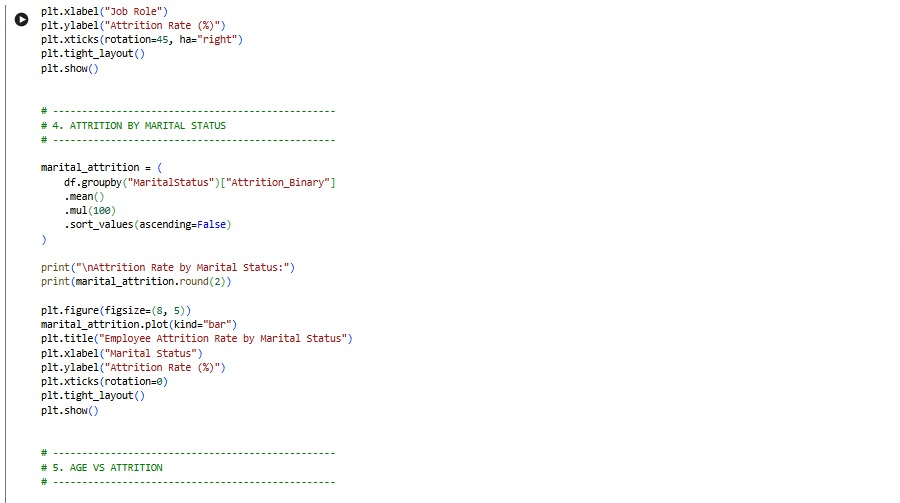 plt.xlabel("Job Role")
plt.ylabel("Attrition Rate (%)")
plt.xticks(rotation=45, ha="right")
plt.tight_layout()
plt.show()
# -------------------------------------------------
# 4. ATTRITION BY MARITAL STATUS
# -------------------------------------------------
marital_attrition = (
    df.groupby("MaritalStatus")["Attrition_Binary"]
    .mean()
    .mul(100)
    .sort_values(ascending=False)
)
print("\nAttrition Rate by Marital Status:")
print(marital_attrition.round(2))
plt.figure(figsize=(8, 5))
marital_attrition.plot(kind="bar")
plt.title("Employee Attrition Rate by Marital Status")
plt.xlabel("Marital Status")
plt.ylabel("Attrition Rate (%)")
plt.xticks(rotation=0)
plt.tight_layout()
plt.show()
# -------------------------------------------------
# 5. AGE VS ATTRITION
# -------------------------------------------------